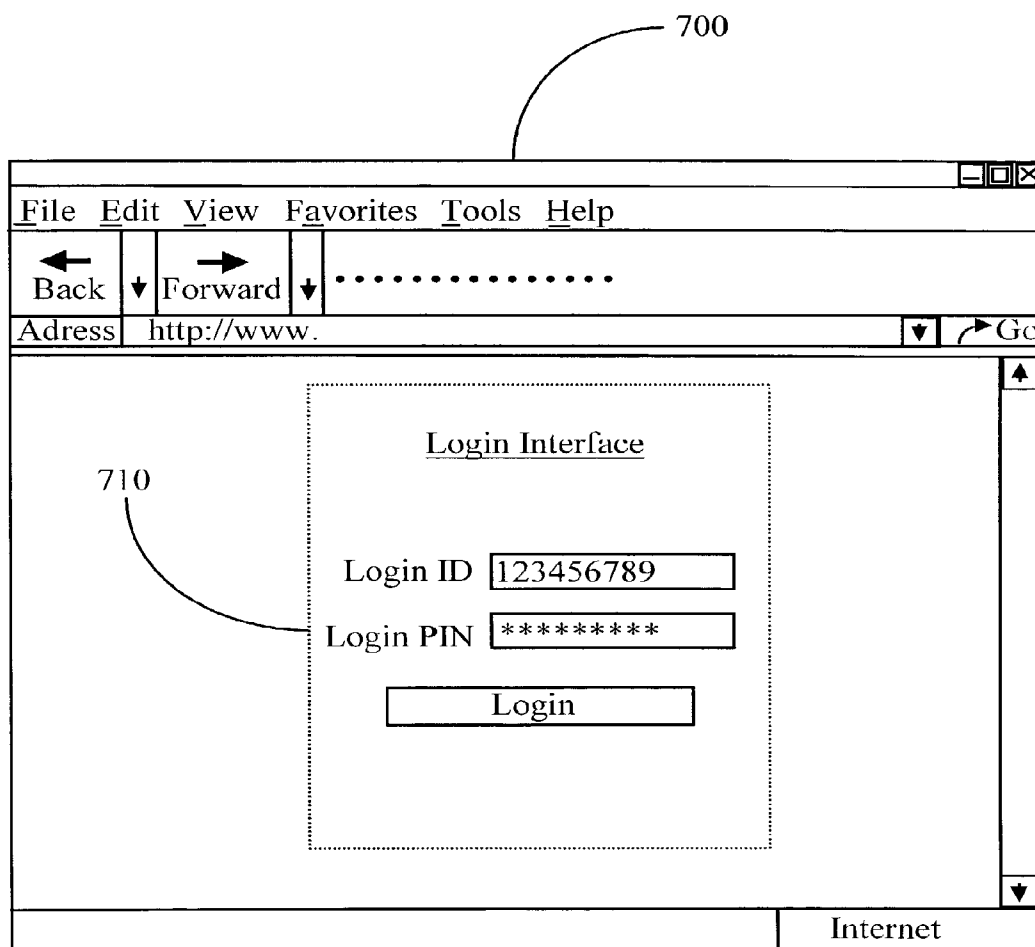 700
File Edit View Favorites Tools Help
Back Forward ..............
Adress http://www. Go
Login Interface
710
Login ID 123456789
Login PIN *********
Login
Internet